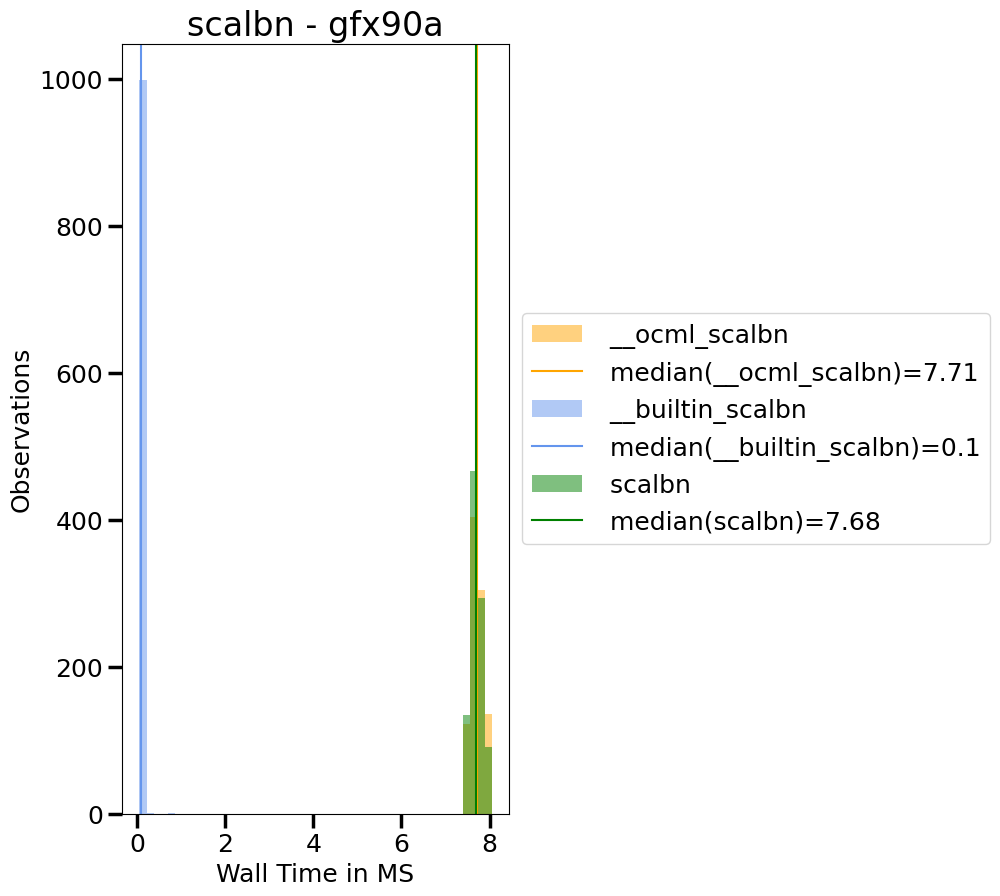 scalbn - gfx90a
1000
800
600
400
200
0
Observations
0 2 4 6 8
Wall Time in MS
__ocml_scalbn
median(__ocml_scalbn)=7.71
__builtin_scalbn
median(__builtin_scalbn)=0.1
scalbn
median(scalbn)=7.68